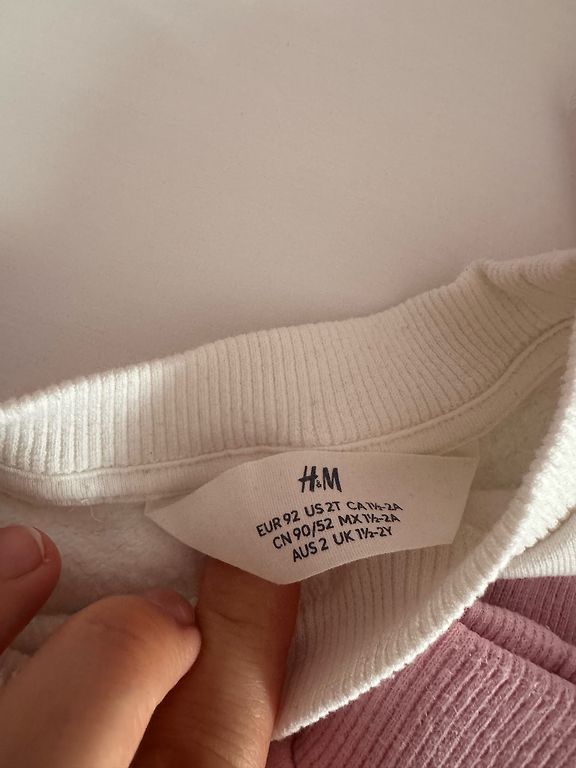 H&M
EUR 92 US 2T CA 1½-2A
CN 90/52 MX 1½-2A
AUS 2 UK 1½-2Y